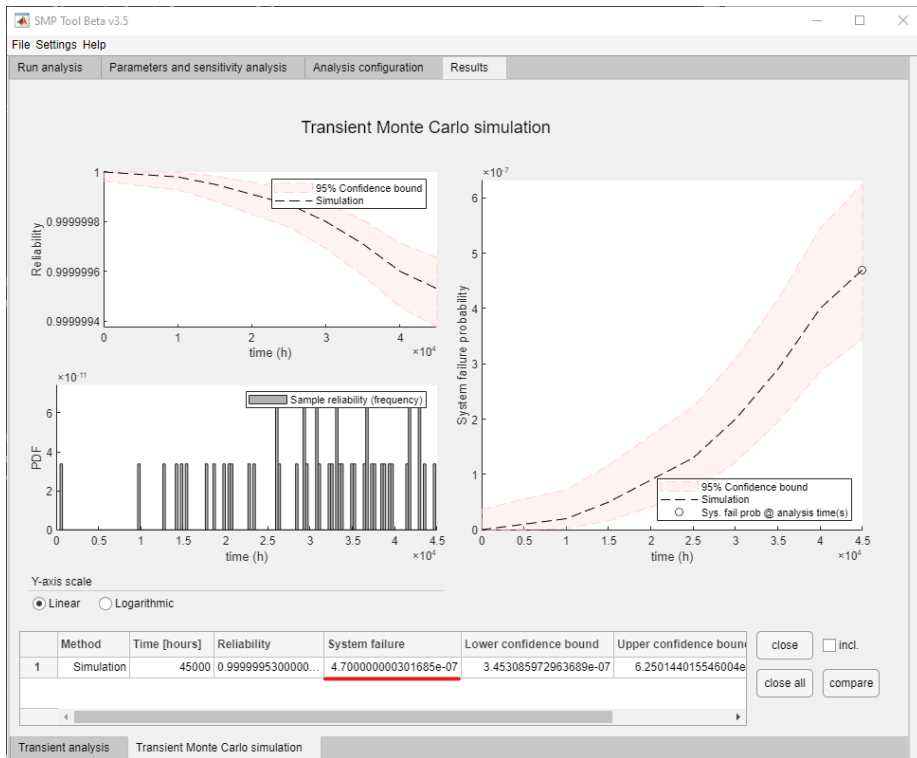 SMP Tool Beta v3.5
File Settings Help
Run analysis Parameters and sensitivity analysis Analysis configuration Results
Transient Monte Carlo simulation
1
0.9999998
0.9999996
0.9999994
Reliability
95% Confidence bound
Simulation
0 1 2 3 4
time (h)
×10⁴
×10⁻¹¹
6
4
2
0
PDF
Sample reliability (frequency)
0 0.5 1 1.5 2 2.5 3 3.5 4 4.5
time (h)
×10⁴
×10⁻⁷
6
5
4
3
2
1
0
System failure probability
95% Confidence bound
Simulation
Sys. fail prob @ analysis time(s)
0 0.5 1 1.5 2 2.5 3 3.5 4 4.5
time (h)
×10⁴
Y-axis scale
Linear Logarithmic
Method Time [hours] Reliability System failure Lower confidence bound Upper confidence bound
1 Simulation 45000 0.9999995300000... 4.700000000301685e-07 3.453085972963689e-07 6.250144015546004e
close incl.
close all compare
Transient analysis Transient Monte Carlo simulation